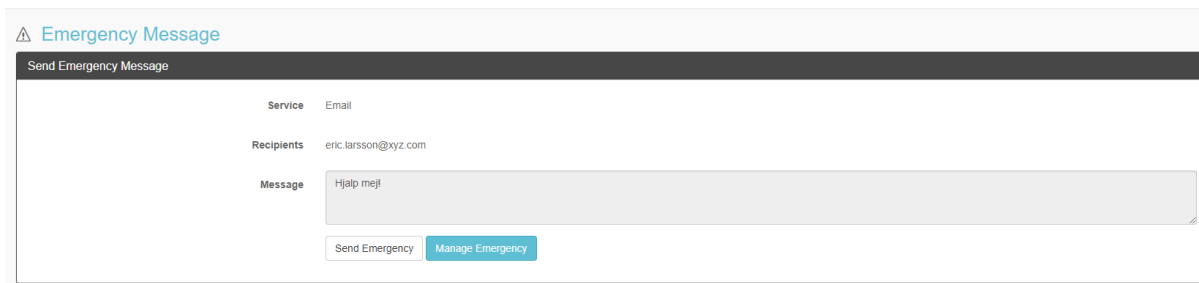 Emergency Message
Send Emergency Message
Service Email
Recipients eric.larsson@xyz.com
Message Hjalp mej!
Send Emergency Manage Emergency